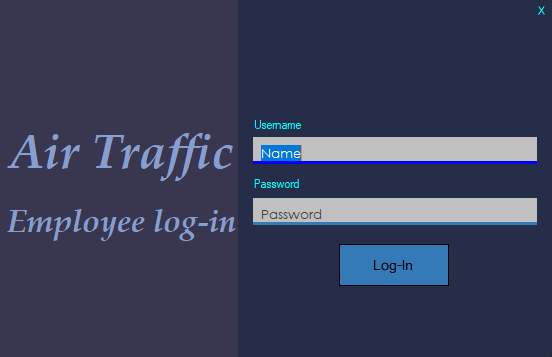 X
Air Traffic
Employee log-in
Username
Name
Password
Password
Log-In